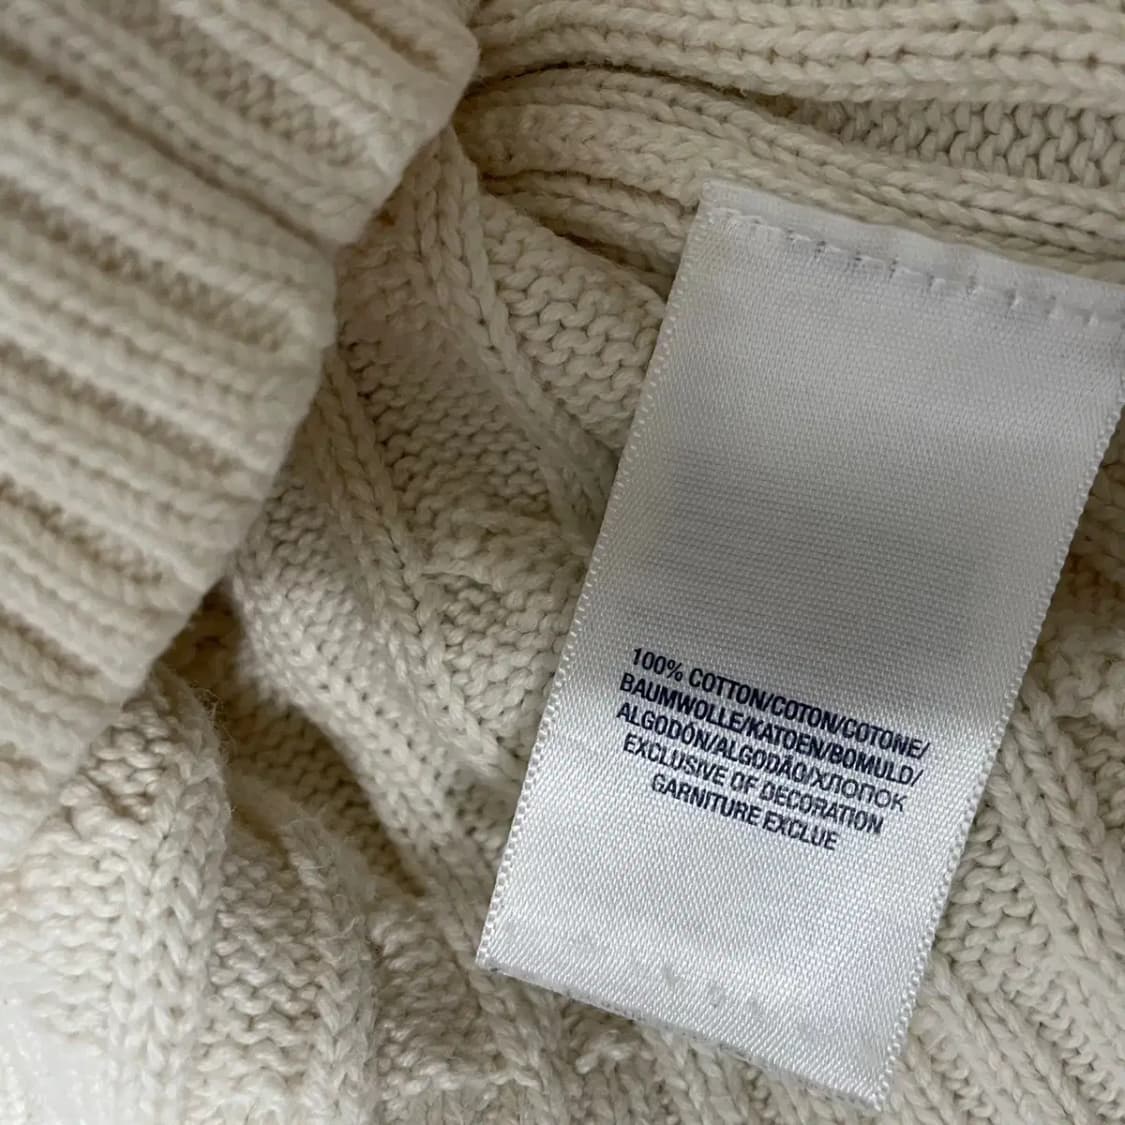 100% COTTON/COTON/COTONE/
BAUMWOLLE/KATOEN/BOMULD/
ALGODÓN/ALGODÃO/ХЛОПОК
EXCLUSIVE OF DECORATION
GARNITURE EXCLUE